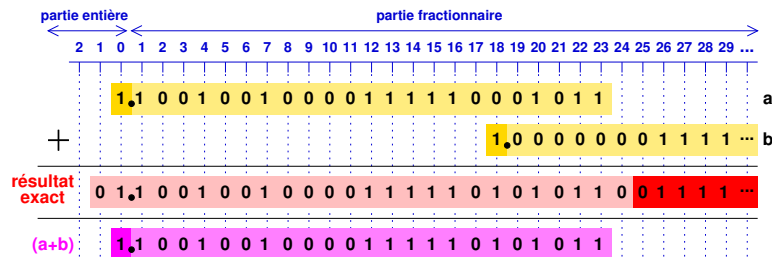 partie entière partie fractionnaire
2 1 0 1 2 3 4 5 6 7 8 9 10 11 12 13 14 15 16 17 18 19 20 21 22 23 24 25 26 27 28 29 ...
1.1 0 0 1 0 0 1 0 0 0 0 1 1 1 1 1 0 0 0 1 0 1 1 a
+ 1.0 0 0 0 0 0 0 1 1 1 1 ... b
résultat
exact 0 1.1 0 0 1 0 0 1 0 0 0 0 1 1 1 1 1 0 1 0 1 0 1 1 0 0 1 1 1 1 ...
(a+b) 1.1 0 0 1 0 0 1 0 0 0 0 1 1 1 1 1 0 1 0 1 0 1 1